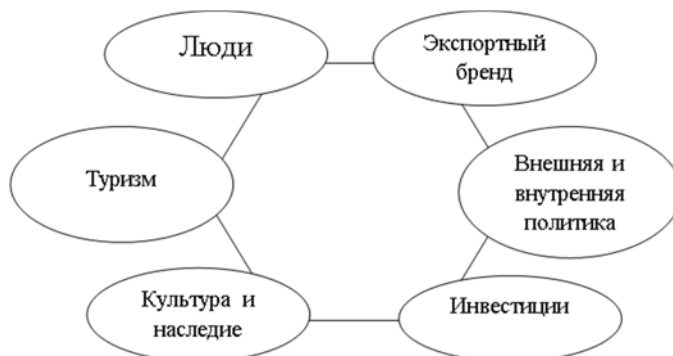 Люди
Экспортный
бренд
Туризм
Внешняя и
внутренняя
политика
Культура и
наследие
Инвестиции